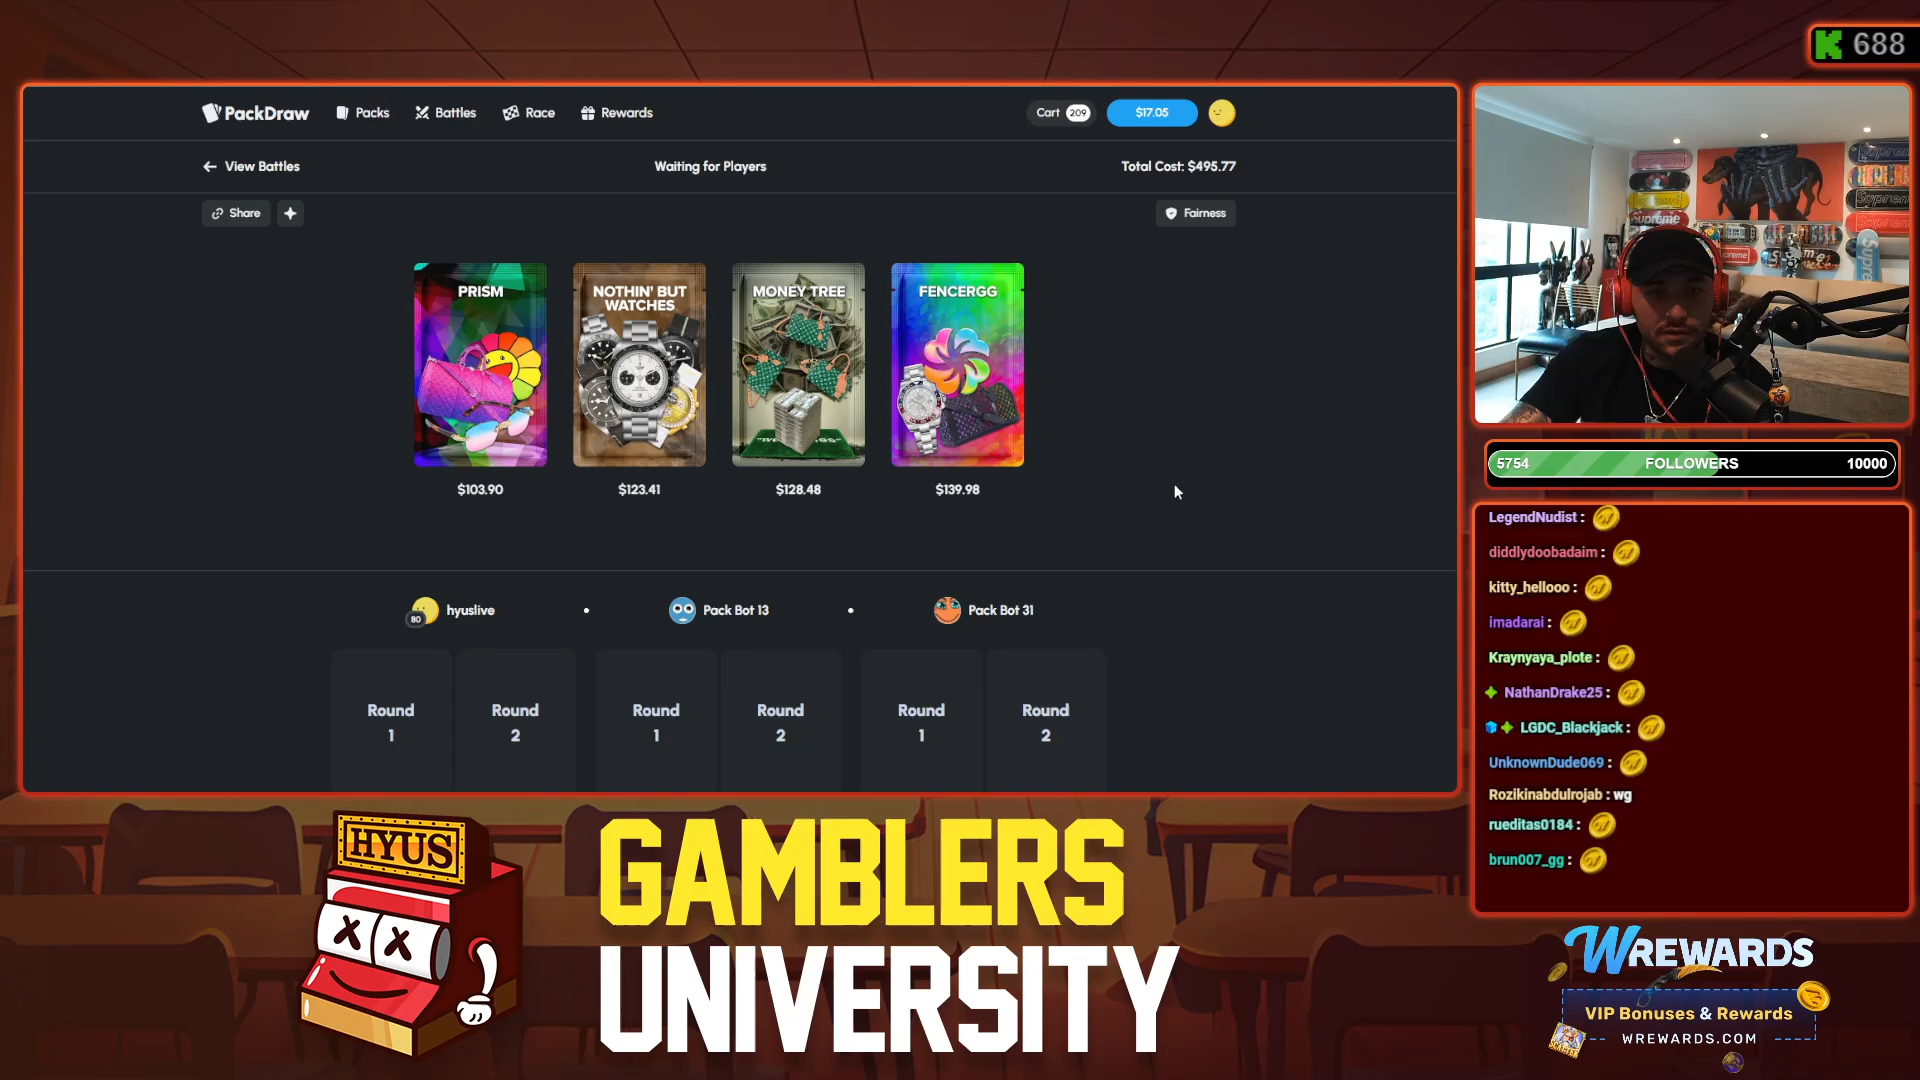 688
PackDraw
Packs
Battles
Race
Rewards
Cart 209
$17.05
View Battles
Waiting for Players
Total Cost: $495.77
Share
Fairness
PRISM
NOTHIN' BUT
WATCHES
MONEY TREE
FENCERGG
$103.90
$123.41
$128.48
$139.98
80
hyuslive
Pack Bot 13
Pack Bot 31
Round
1
Round
2
Round
1
Round
2
Round
1
Round
2
Supreme
5754 FOLLOWERS 10000
LegendNudist :
diddlydoobadaim :
kitty_hellooo :
imadarai :
Kraynyaya_plote :
NathanDrake25 :
LGDC_Blackjack :
UnknownDude069 :
Rozikinabdulrojab : wg
rueditas0184 :
brun007_gg :
HYUS
GAMBLERS
UNIVERSITY
WREWARDS
VIP Bonuses & Rewards
WREWARDS.COM